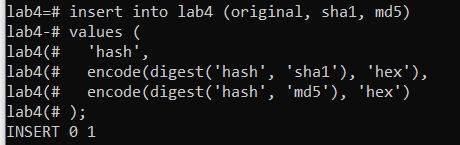 lab4=# insert into lab4 (original, sha1, md5)
lab4-# values (
lab4(#   'hash',
lab4(#   encode(digest('hash', 'sha1'), 'hex'),
lab4(#   encode(digest('hash', 'md5'), 'hex')
lab4(# );
INSERT 0 1